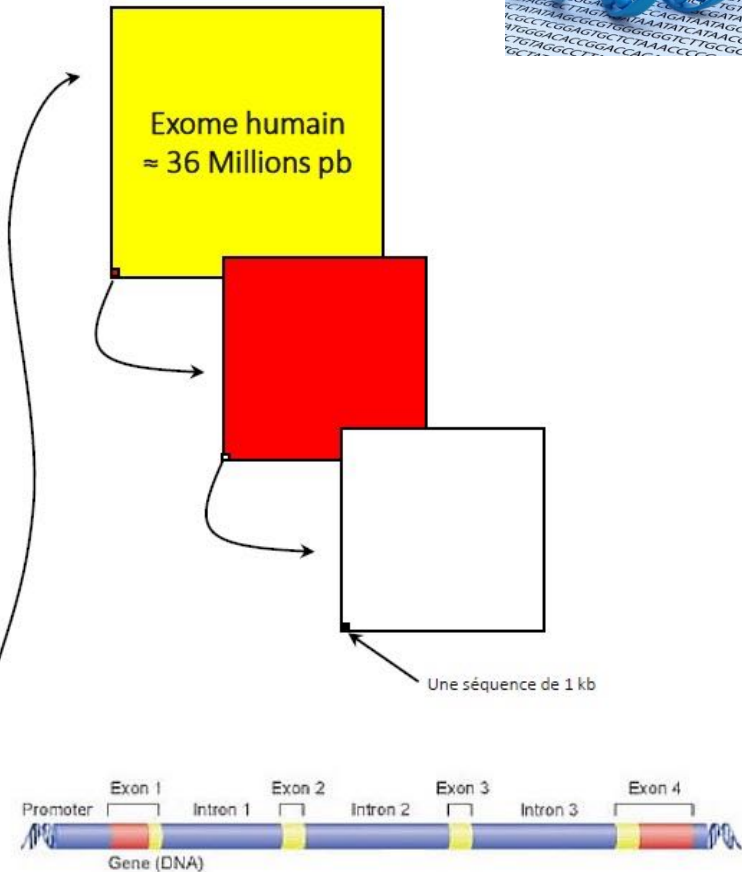 Exome humain
≈ 36 Millions pb
Une séquence de 1 kb
Exon 1
Exon 2
Exon 3
Exon 4
Promoter
Intron 1
Intron 2
Intron 3
Gene (DNA)